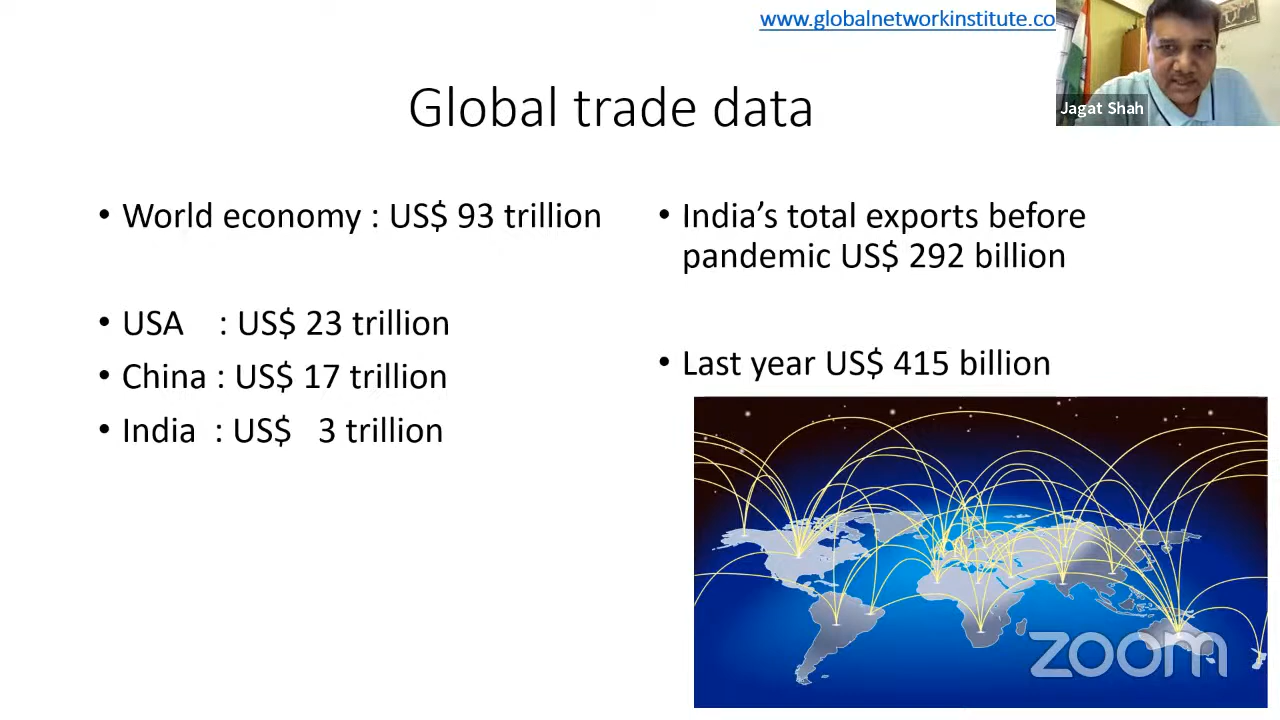 www.globalnetworkinstitute.co
Jagat Shah
Global trade data
• World economy : US$ 93 trillion
• USA : US$ 23 trillion
• China : US$ 17 trillion
• India : US$ 3 trillion
• India’s total exports before
pandemic US$ 292 billion
• Last year US$ 415 billion
zoom